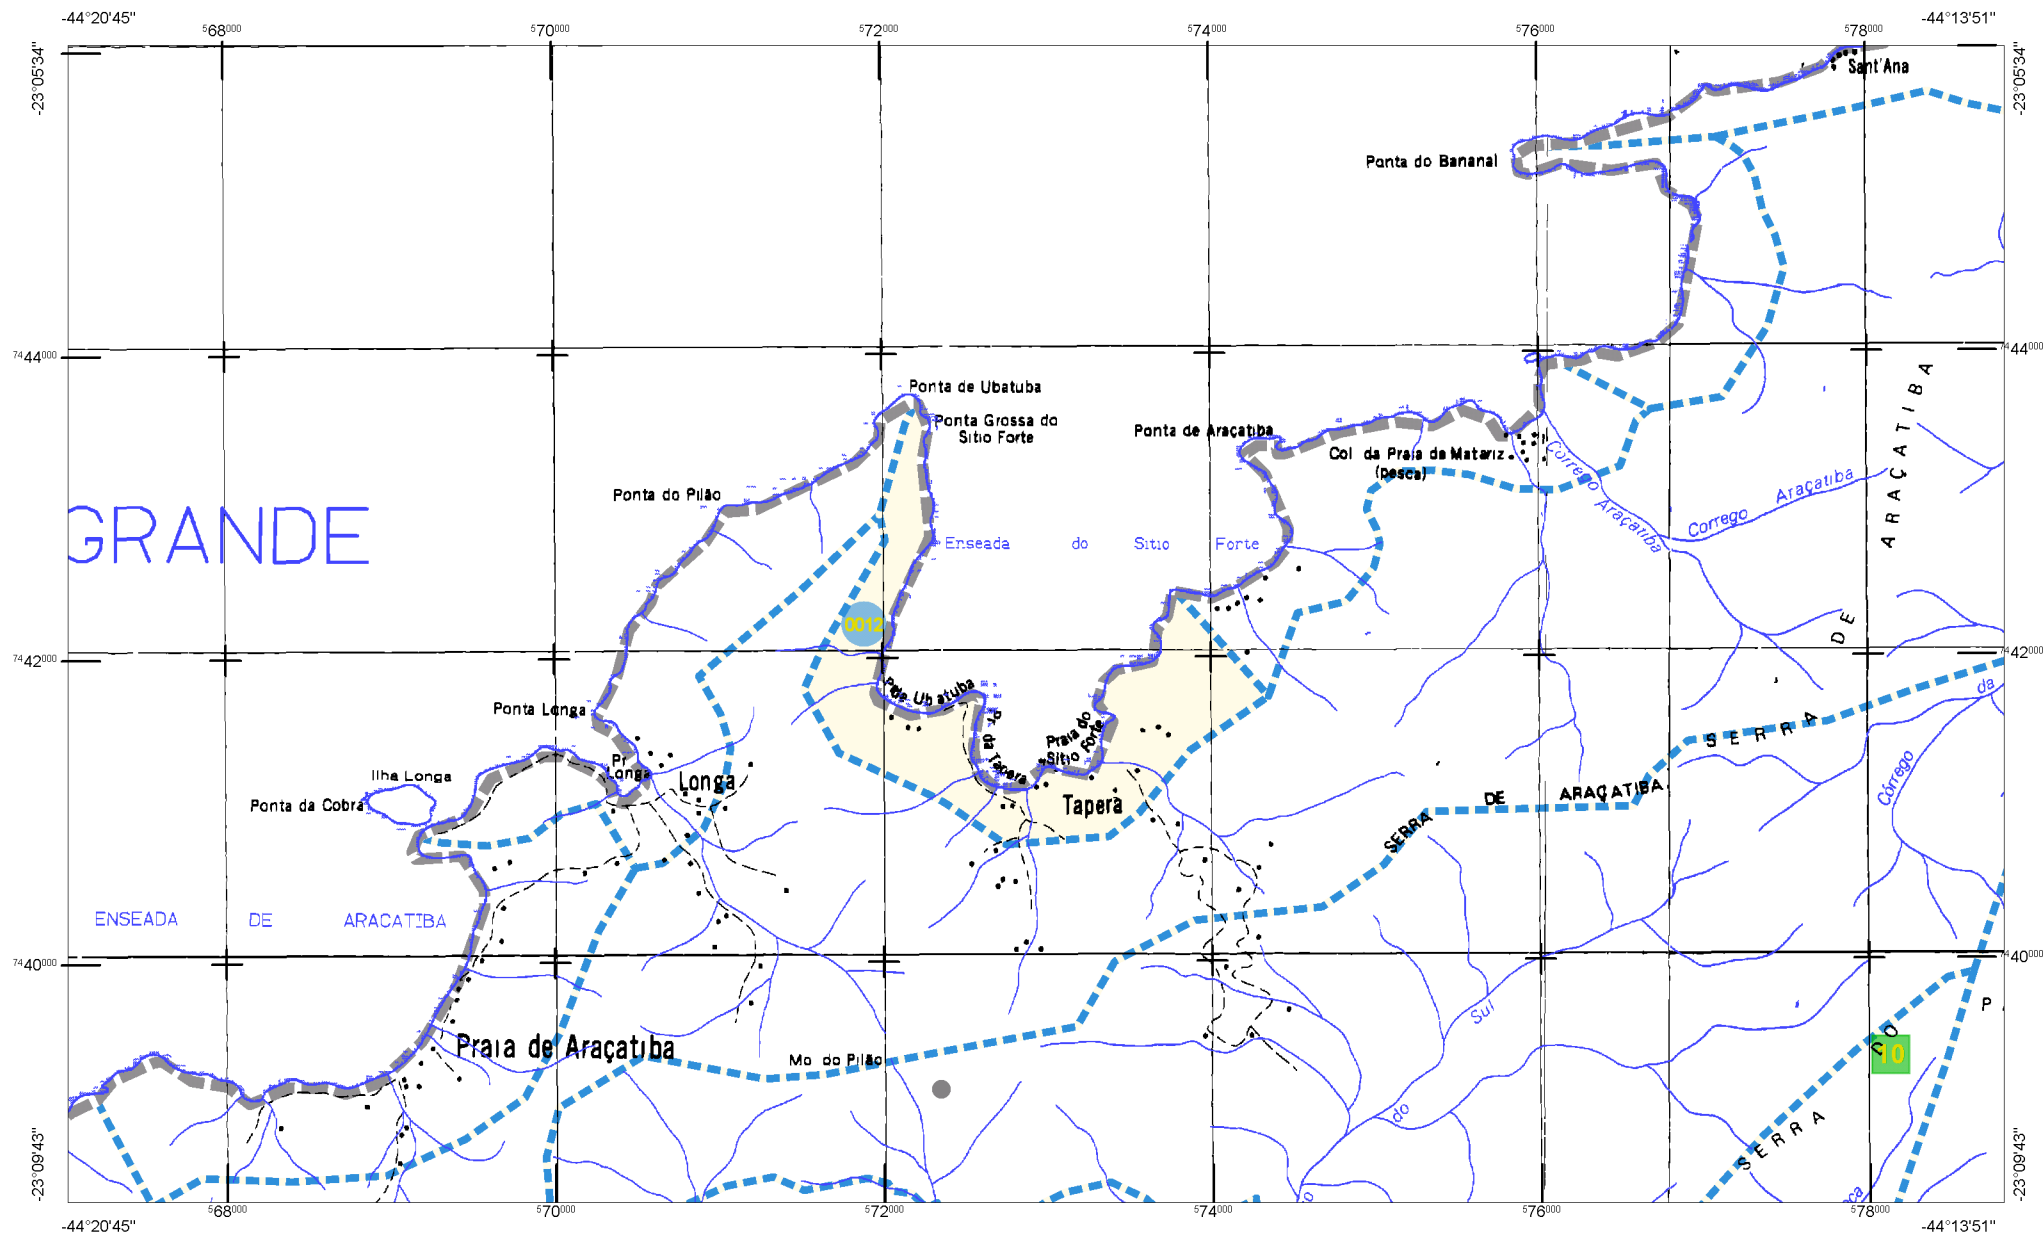 -44°20'45"
-44°13'51"
568000
570000
572000
574000
576000
578000
-23°05'34"
-23°05'34"
Sant'Ana
Ponta do Bananal
7444000
7444000
Ponta de Ubatuba
Ponta Grossa do
Sitio Forte
Ponta de Araçatiba
Col da Praia de Matariz
(pesca)
Ponta do Pilão
GRANDE
Enseada do Sitio Forte
Corrego Araçatiba
Corrego Araçatiba
SERRA DE ARAÇATIBA
0012
7442000
7442000
Pr de Ubatuba
Ponta Longa
Pr da Tapera
Praia do
Sitio Forte
Pr
Longa
Longa
Ilha Longa
Ponta da Cobra
Tapera
SERRA DE ARAÇATIBA
Córrego da
ENSEADA DE ARACATIBA
7440000
7440000
Praia de Araçatiba
Mo do Pilão
Sul
do
P
10
SERRA DO
-23°09'43"
-23°09'43"
568000
570000
572000
574000
576000
578000
-44°20'45"
-44°13'51"